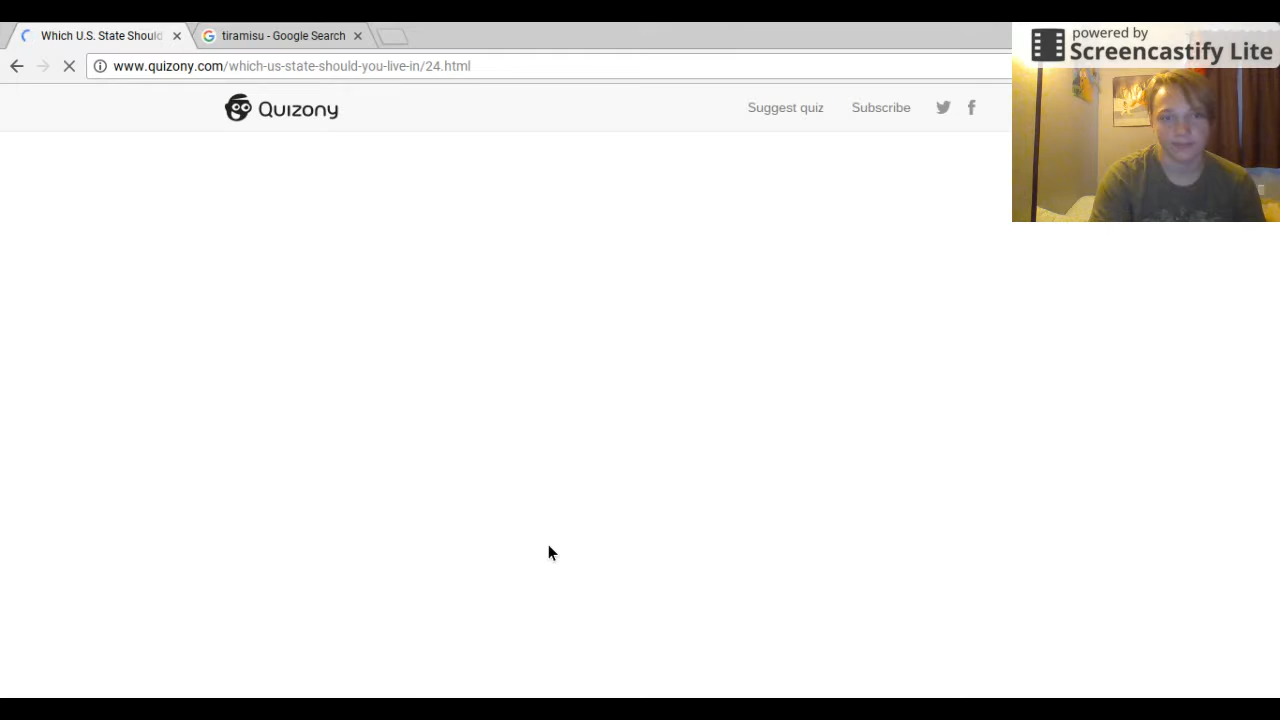 Which U.S. State Should
tiramisu - Google Search
powered by
Screencastify Lite
www.quizony.com/which-us-state-should-you-live-in/24.html
Quizony
Suggest quiz
Subscribe